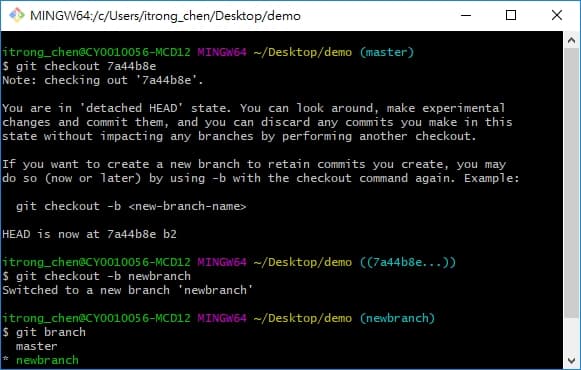 MINGW64:/c/Users/itrong_chen/Desktop/demo
itrong_chen@CY0010056-MCD12 MINGW64 ~/Desktop/demo (master)
$ git checkout 7a44b8e
Note: checking out '7a44b8e'.
You are in 'detached HEAD' state. You can look around, make experimental
changes and commit them, and you can discard any commits you make in this
state without impacting any branches by performing another checkout.
If you want to create a new branch to retain commits you create, you may
do so (now or later) by using -b with the checkout command again. Example:
git checkout -b <new-branch-name>
HEAD is now at 7a44b8e b2
itrong_chen@CY0010056-MCD12 MINGW64 ~/Desktop/demo ((7a44b8e...))
$ git checkout -b newbranch
Switched to a new branch 'newbranch'
itrong_chen@CY0010056-MCD12 MINGW64 ~/Desktop/demo (newbranch)
$ git branch
master
* newbranch